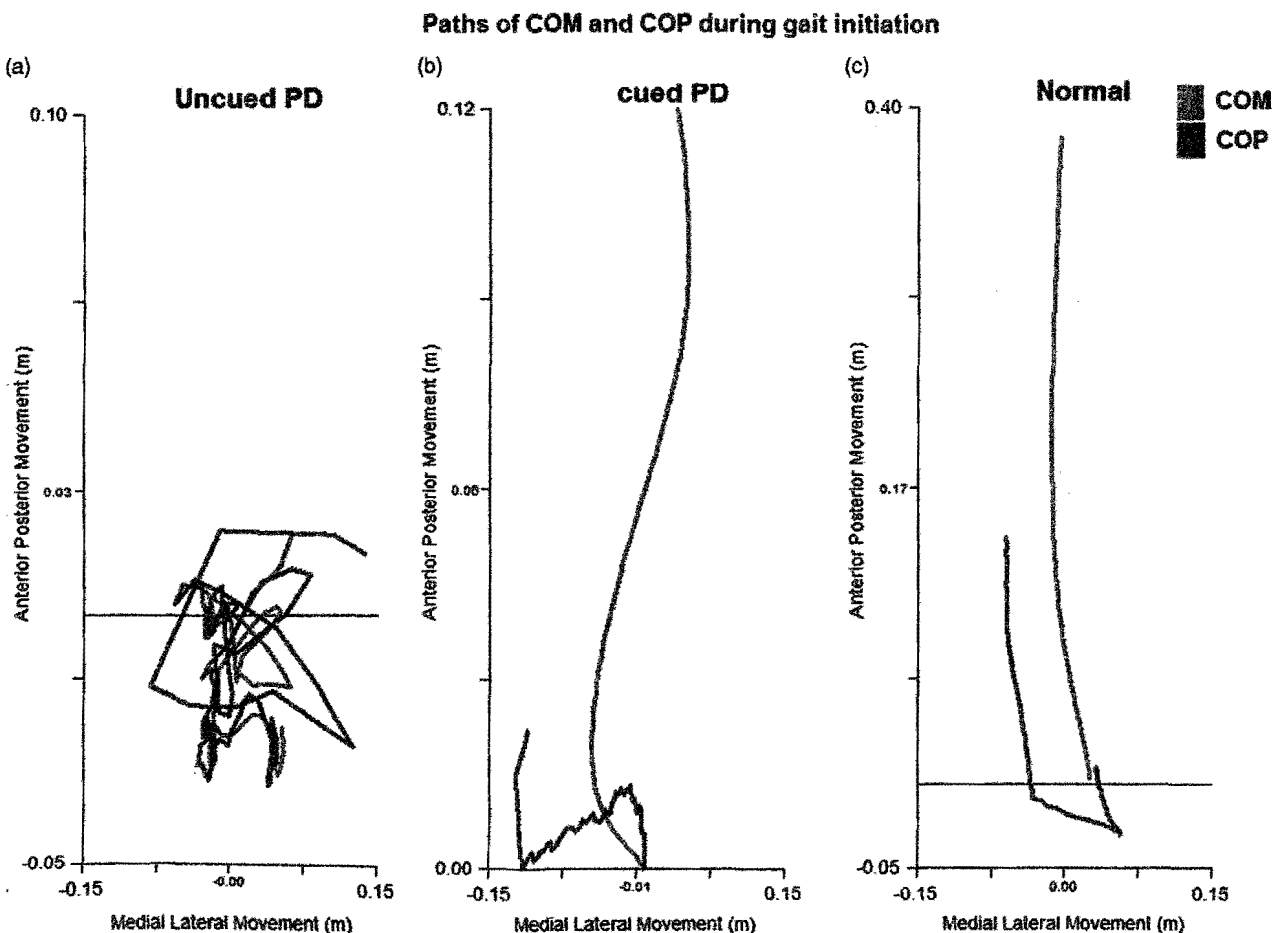 Paths of COM and COP during gait initiation
(a)
Uncued PD
0.10
0.03
-0.05
-0.15
-0.00
0.15
Anterior Posterior Movement (m)
Medial Lateral Movement (m)
(b)
cued PD
0.12
0.06
0.00
-0.15
-0.01
0.15
Anterior Posterior Movement (m)
Medial Lateral Movement (m)
(c)
Normal
0.40
0.17
-0.05
-0.15
0.00
0.15
Anterior Posterior Movement (m)
Medial Lateral Movement (m)
COM
COP